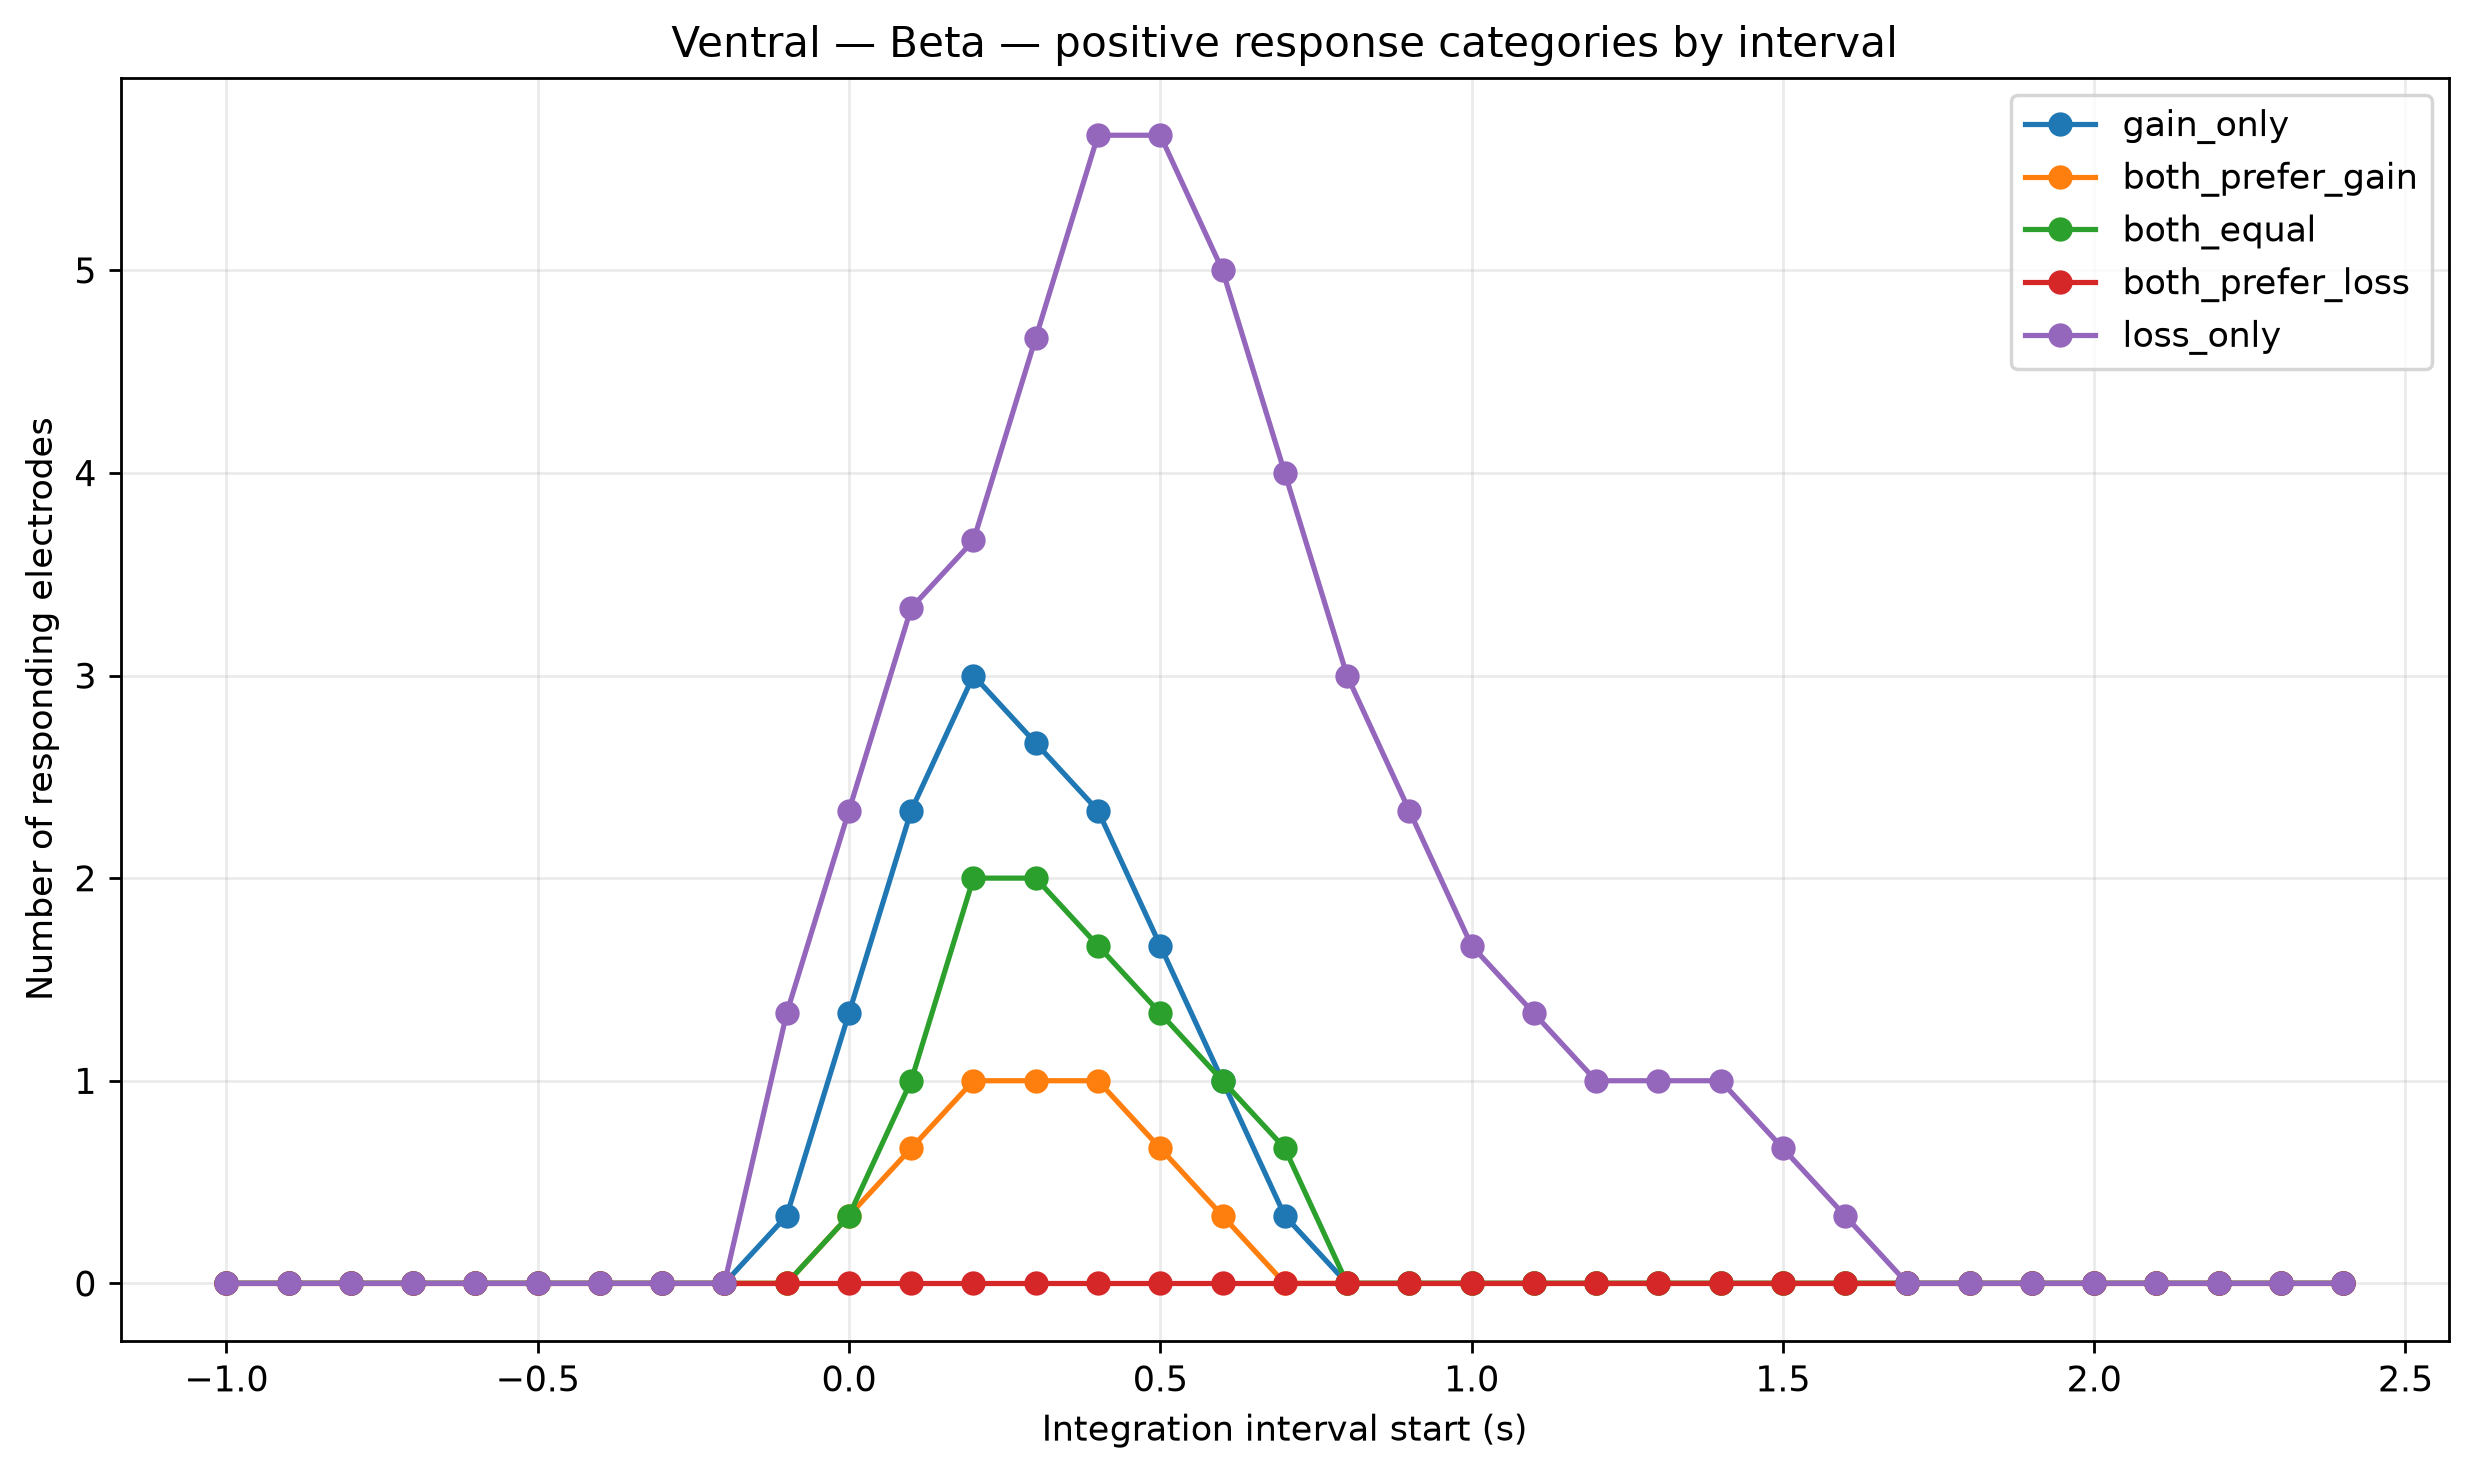 Ventral — Beta — positive response categories by interval
gain_only
both_prefer_gain
both_equal
both_prefer_loss
loss_only
Number of responding electrodes
5
4
3
2
1
0
−1.0 −0.5 0.0 0.5 1.0 1.5 2.0 2.5
Integration interval start (s)